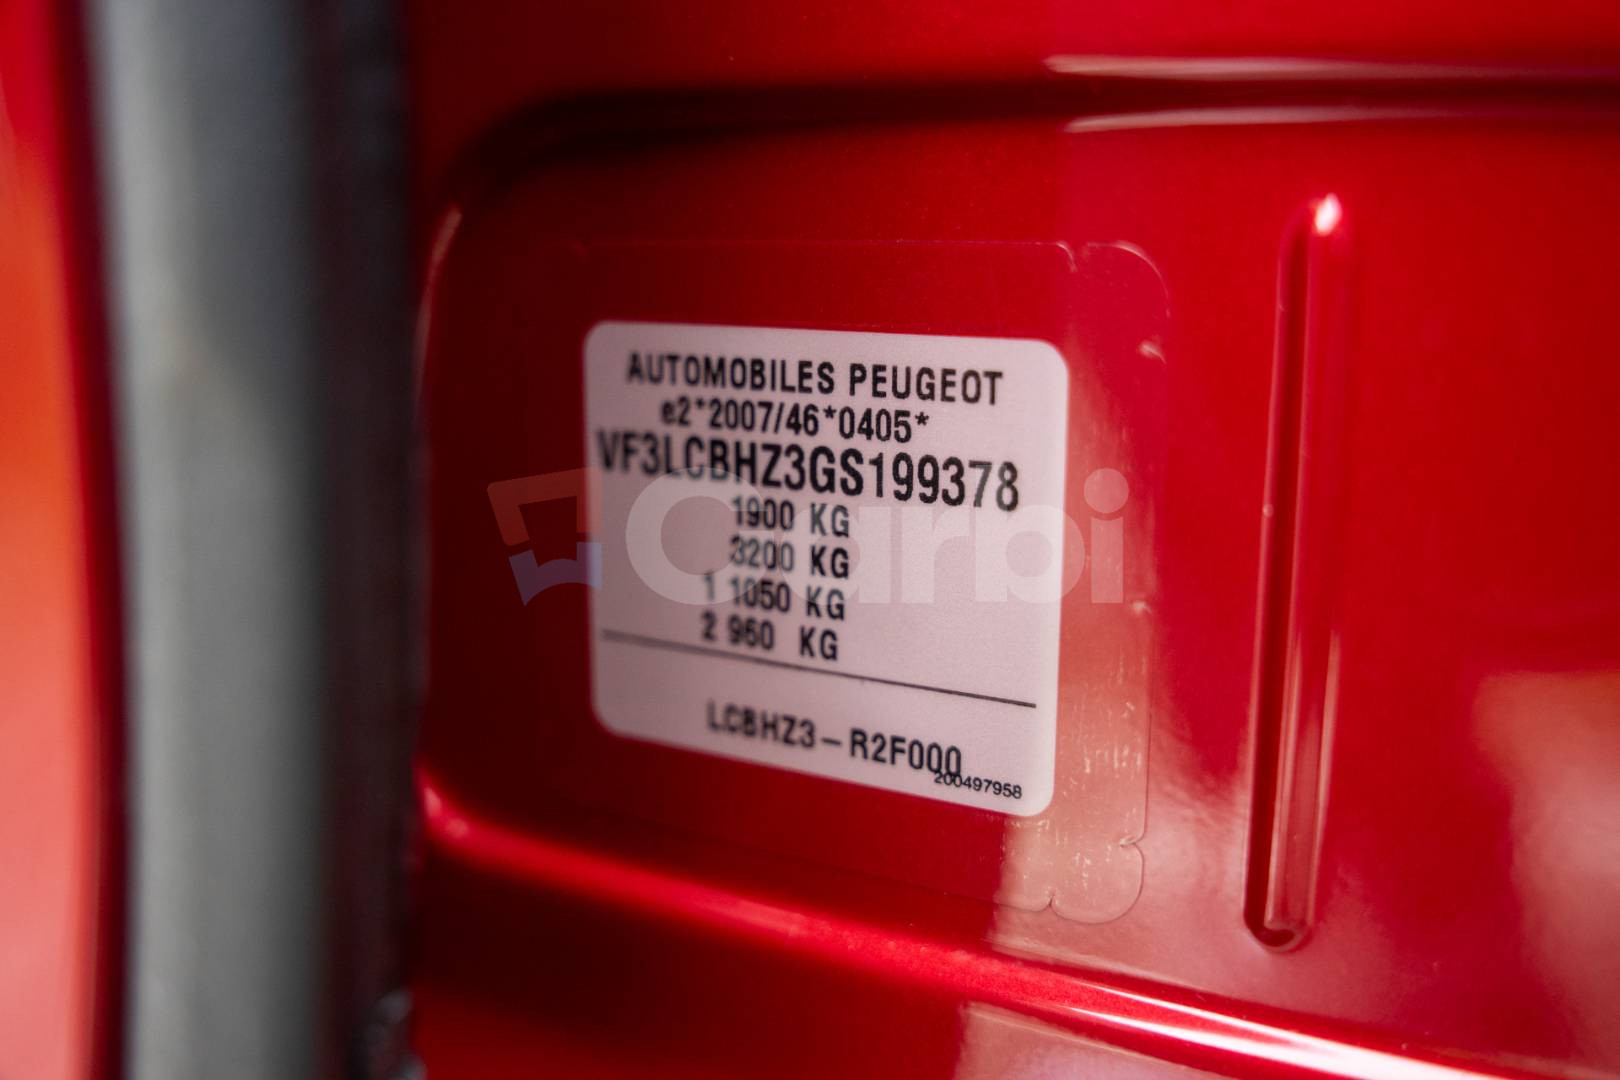 AUTOMOBILES PEUGEOT
e2*2007/46*0405*
VF3LCBHZ3GS199378
1900 KG
3200 KG
1 1050 KG
2 960 KG
LCBHZ3-R2F000
200497958
Carbi